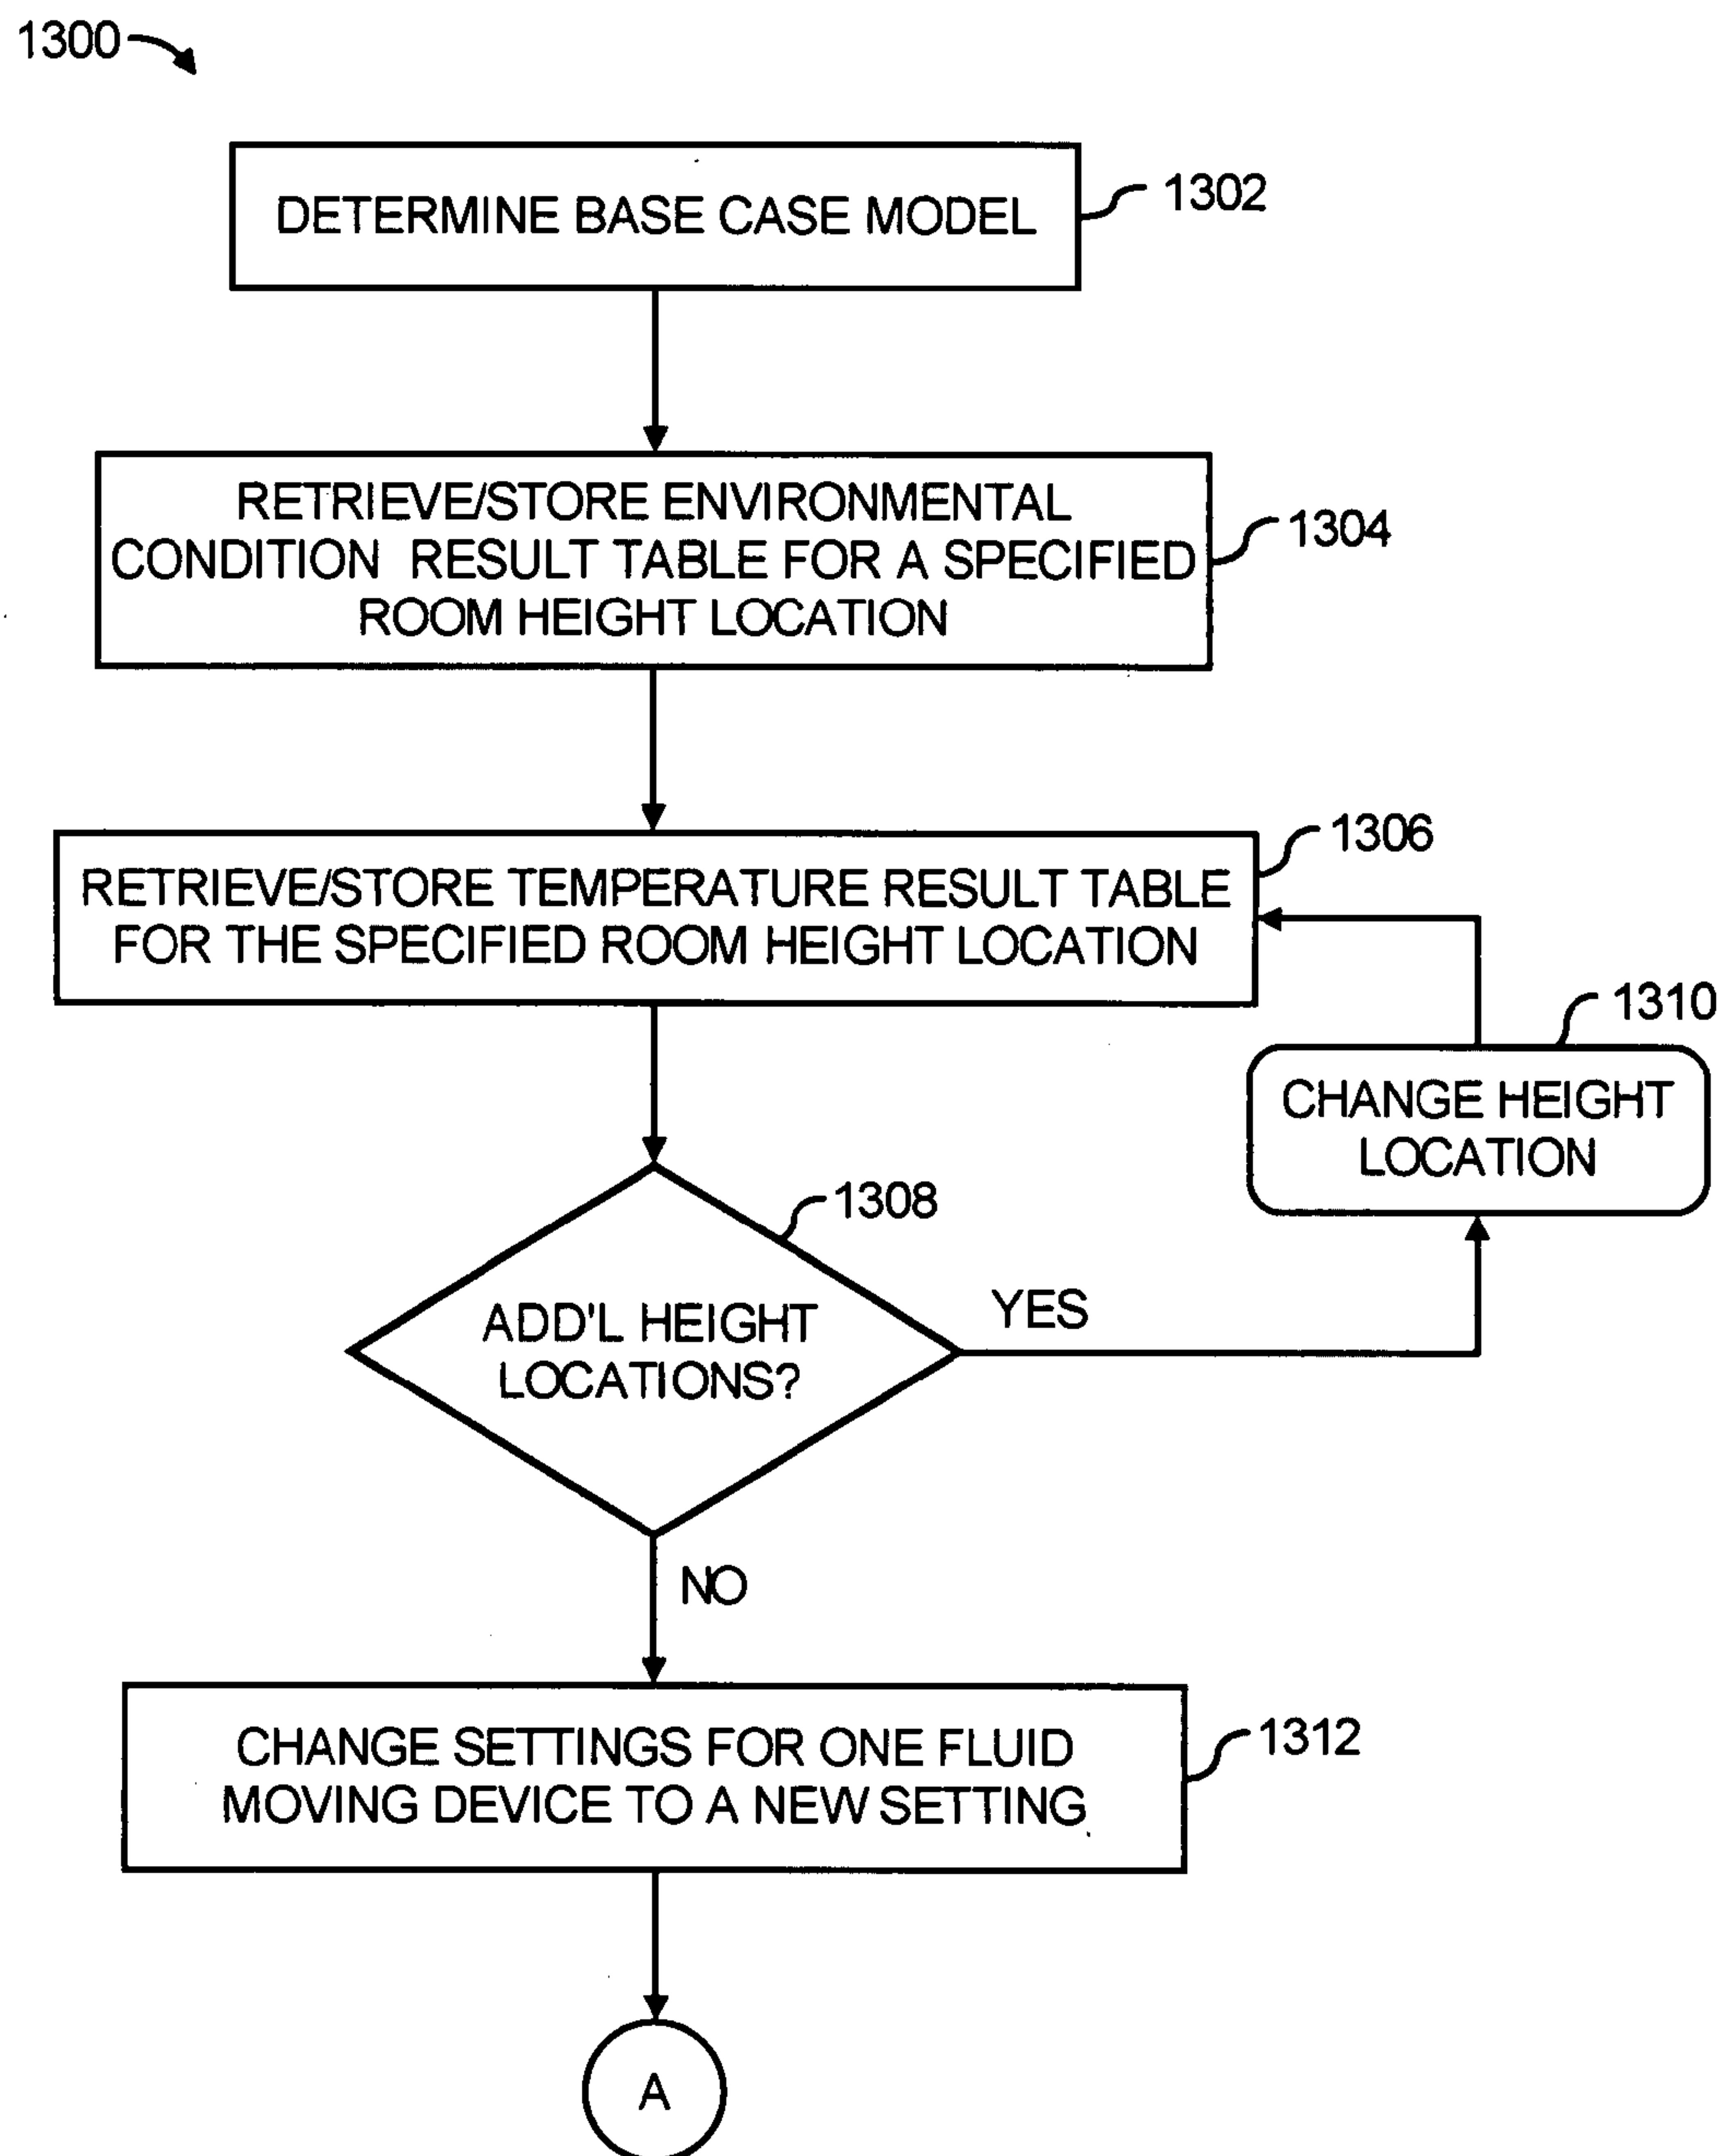 1300
DETERMINE BASE CASE MODEL
1302
RETRIEVE/STORE ENVIRONMENTAL
CONDITION RESULT TABLE FOR A SPECIFIED
ROOM HEIGHT LOCATION
1304
RETRIEVE/STORE TEMPERATURE RESULT TABLE
FOR THE SPECIFIED ROOM HEIGHT LOCATION
1306
1310
CHANGE HEIGHT
LOCATION
1308
ADD'L HEIGHT
LOCATIONS?
YES
NO
CHANGE SETTINGS FOR ONE FLUID
MOVING DEVICE TO A NEW SETTING
1312
A